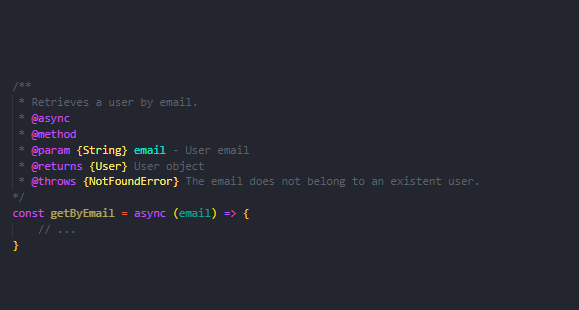 /**
 * Retrieves a user by email.
 * @async
 * @method
 * @param {String} email - User email
 * @returns {User} User object
 * @throws {NotFoundError} The email does not belong to an existent user.
*/
const getByEmail = async (email) => {
    // ...
}